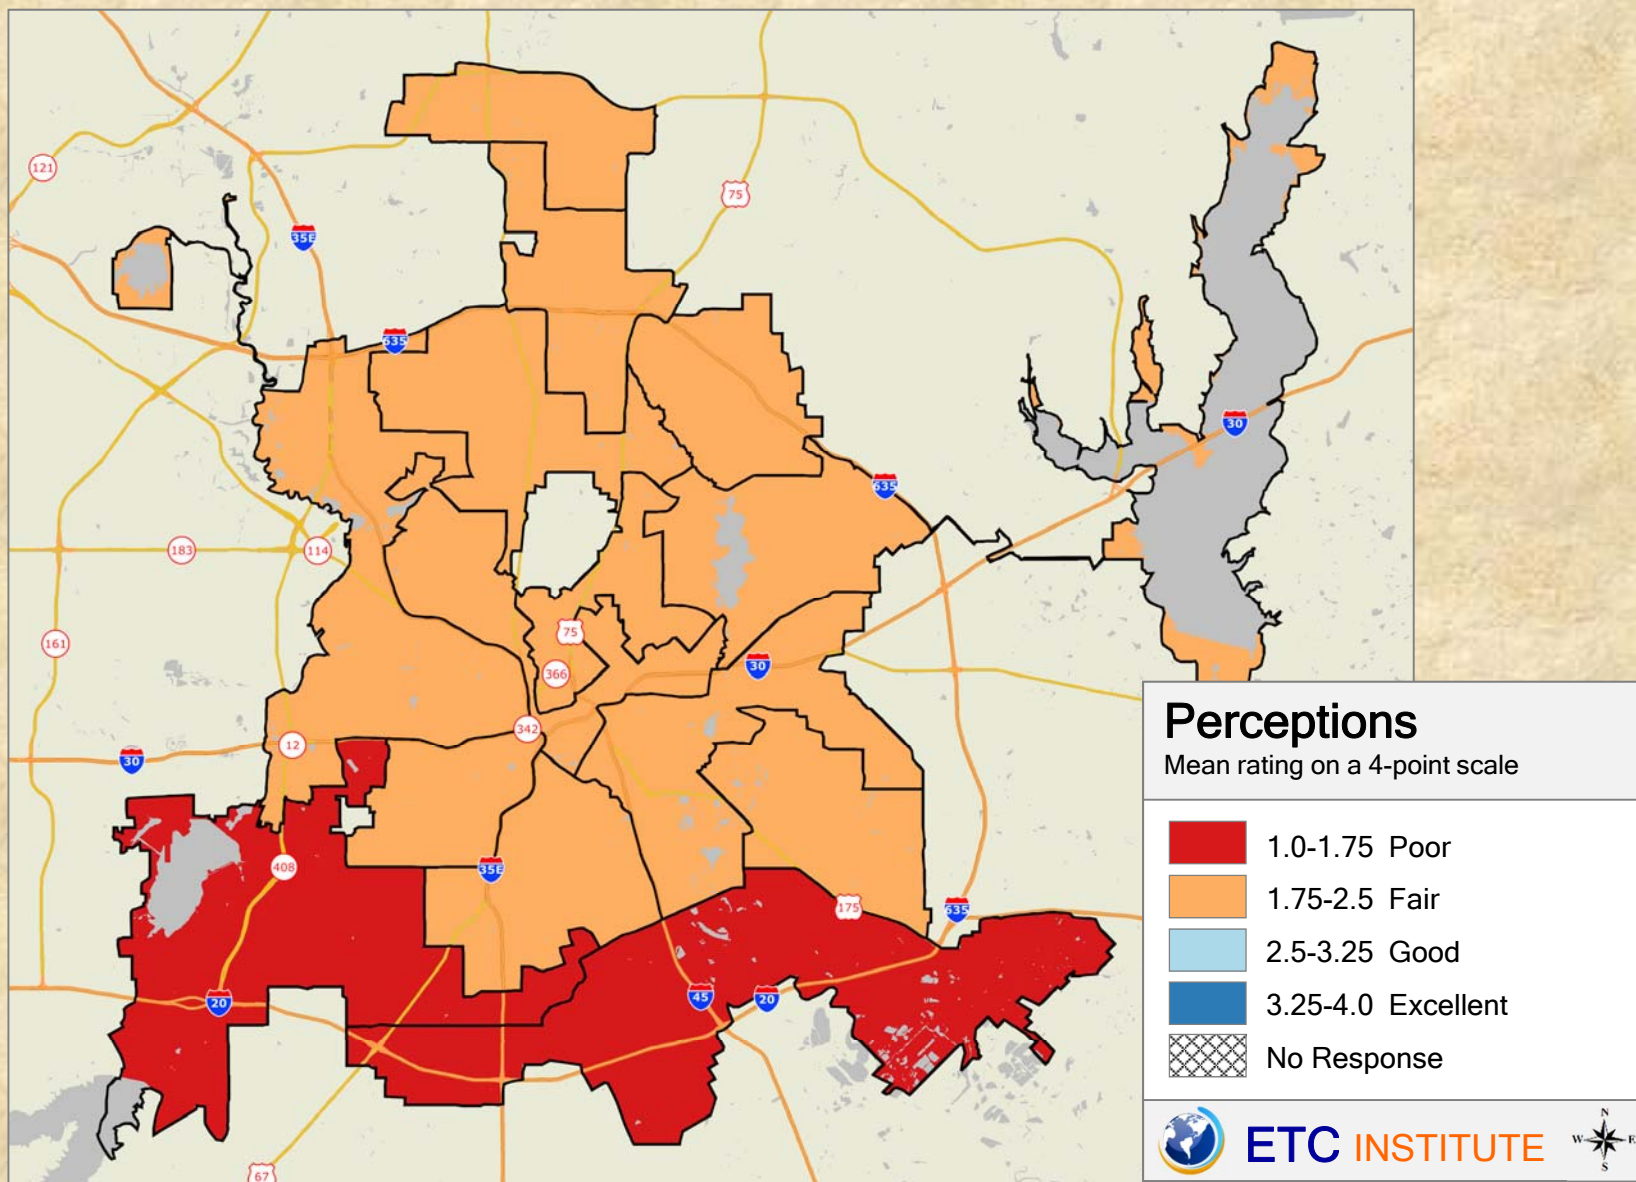 121
75
35E
635
30
635
183
114
161
75
366
30
342
12
30
408
35E
175
635
20
45
20
67
Perceptions
Mean rating on a 4-point scale
1.0-1.75 Poor
1.75-2.5 Fair
2.5-3.25 Good
3.25-4.0 Excellent
No Response
ETC INSTITUTE
N
W E
S